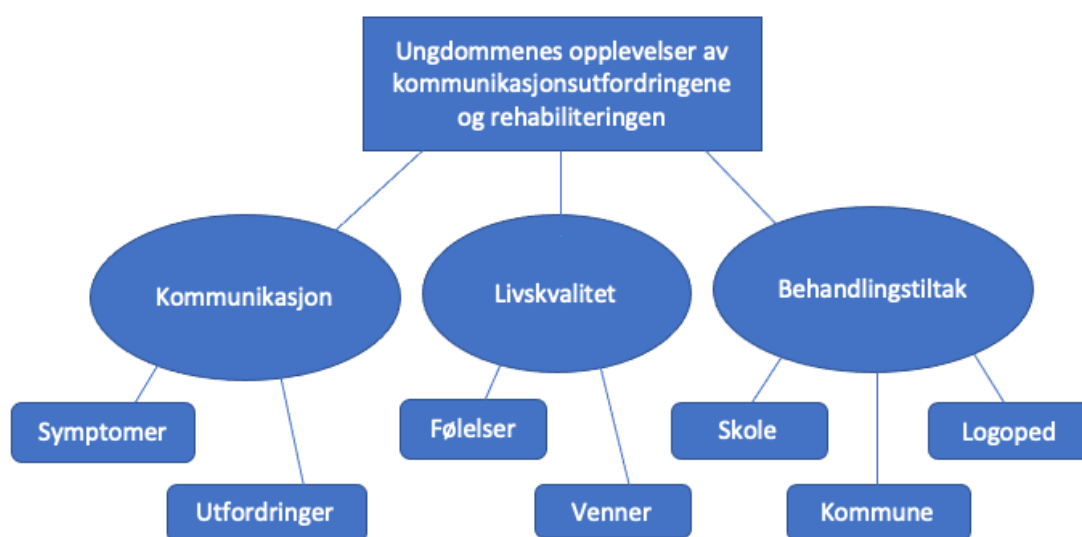 Ungdommenes opplevelser av
kommunikasjonsutfordringene
og rehabiliteringen
Kommunikasjon
Livskvalitet
Behandlingstiltak
Symptomer
Utfordringer
Følelser
Venner
Skole
Kommune
Logoped